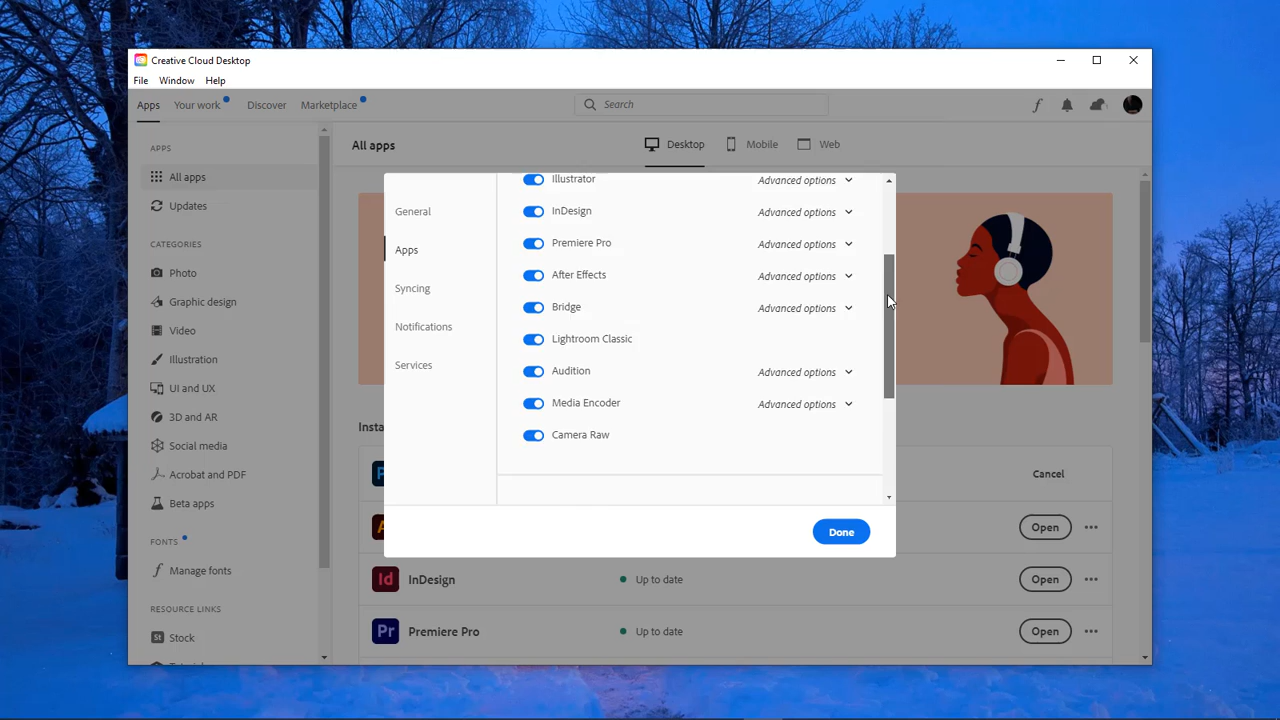 Creative Cloud Desktop
File Window Help
Apps Your work Discover Marketplace Search
APPS
All apps
Updates
CATEGORIES
Photo
Graphic design
Video
Illustration
UI and UX
3D and AR
Social media
Acrobat and PDF
Beta apps
FONTS
Manage fonts
RESOURCE LINKS
St Stock
All apps Desktop Mobile Web
General
Apps
Syncing
Notifications
Services
Illustrator Advanced options
InDesign Advanced options
Premiere Pro Advanced options
After Effects Advanced options
Bridge Advanced options
Lightroom Classic
Audition Advanced options
Media Encoder Advanced options
Camera Raw
Done
Cancel
Open
Id InDesign Up to date Open
Pr Premiere Pro Up to date Open